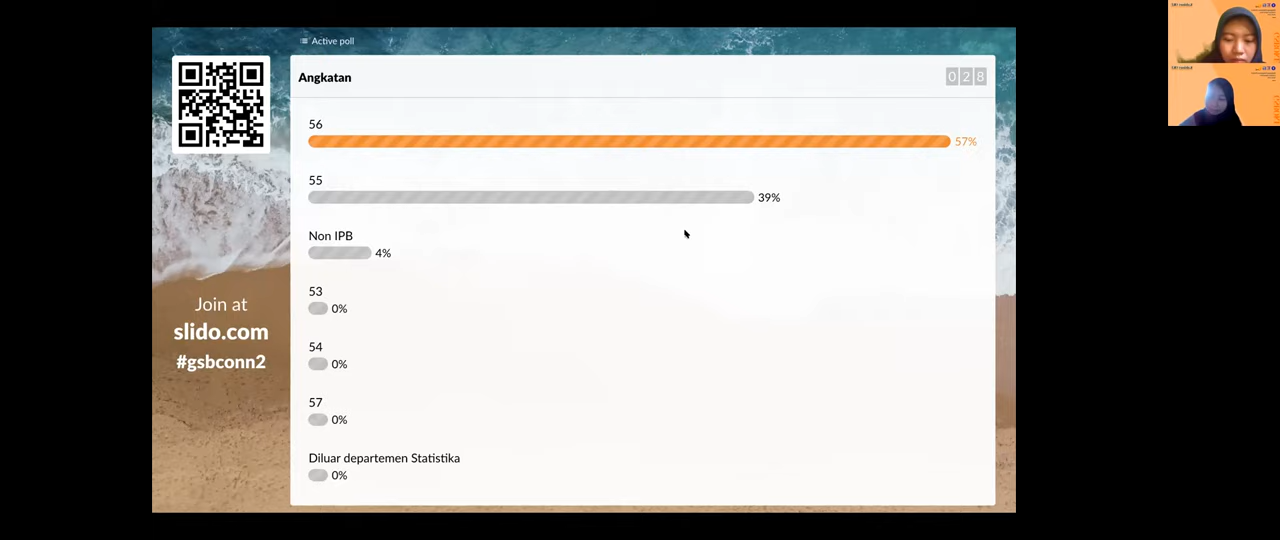 Active poll
Angkatan
028
56
57%
55
39%
Non IPB
4%
53
0%
54
0%
57
0%
Diluar departemen Statistika
0%
Join at
slido.com
#gsbconn2